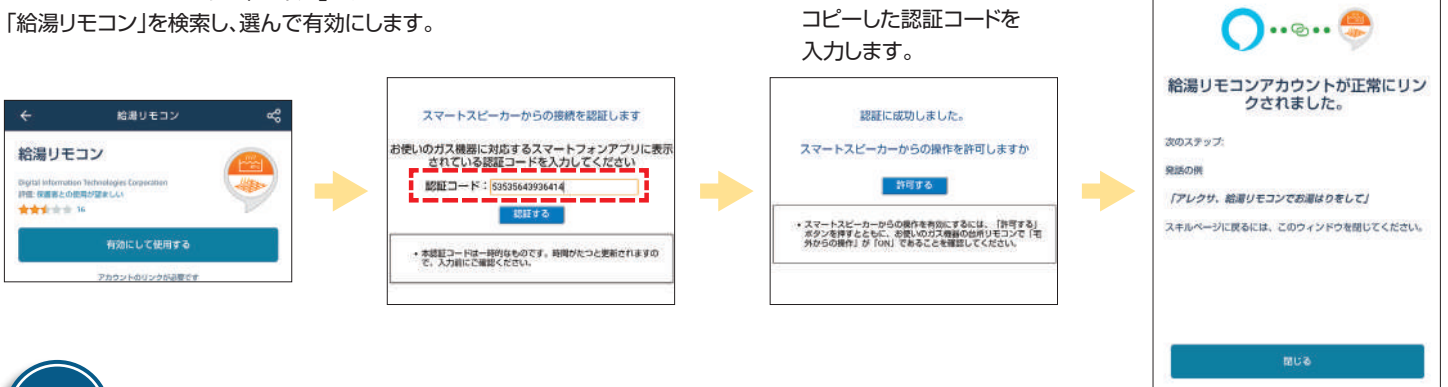 「給湯リモコン」を検索し、選んで有効にします。
給湯リモコン
給湯リモコン
Digital Information Technologies Corporation
評価: 保護者との使用が望ましい
16
有効にして使用する
アカウントのリンクが必要です
スマートスピーカーからの接続を認証します
お使いのガス機器に対応するスマートフォンアプリに表示
されている認証コードを入力してください
認証コード：53535643936414
認証する
・本認証コードは一時的なものです。時間がたつと更新されますの
で、入力前にご確認ください。
コピーした認証コードを
入力します。
認証に成功しました。
スマートスピーカーからの操作を許可しますか
許可する
・スマートスピーカーからの操作を有効にするには、「許可する」
ボタンを押すとともに、お使いのガス機器の台所リモコンで「宅
外からの操作」が「ON」であることを確認してください。
給湯リモコンアカウントが正常にリン
クされました。
次のステップ:
発話の例
「アレクサ、給湯リモコンでお湯はりをして」
スキルページに戻るには、このウィンドウを閉じてください。
閉じる